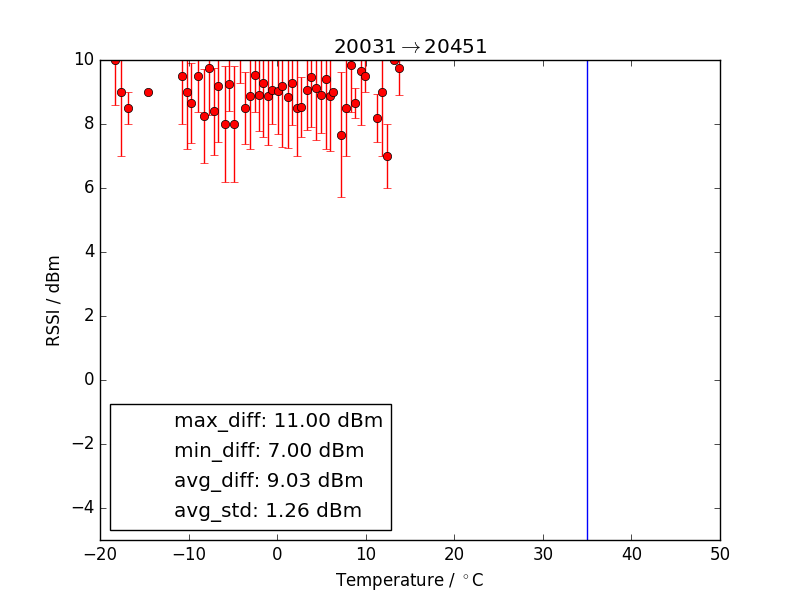 20031→20451
10
8
6
4
2
0
−2
−4
RSSI / dBm
max_diff: 11.00 dBm
min_diff: 7.00 dBm
avg_diff: 9.03 dBm
avg_std: 1.26 dBm
−20 −10 0 10 20 30 40 50
Temperature / °C